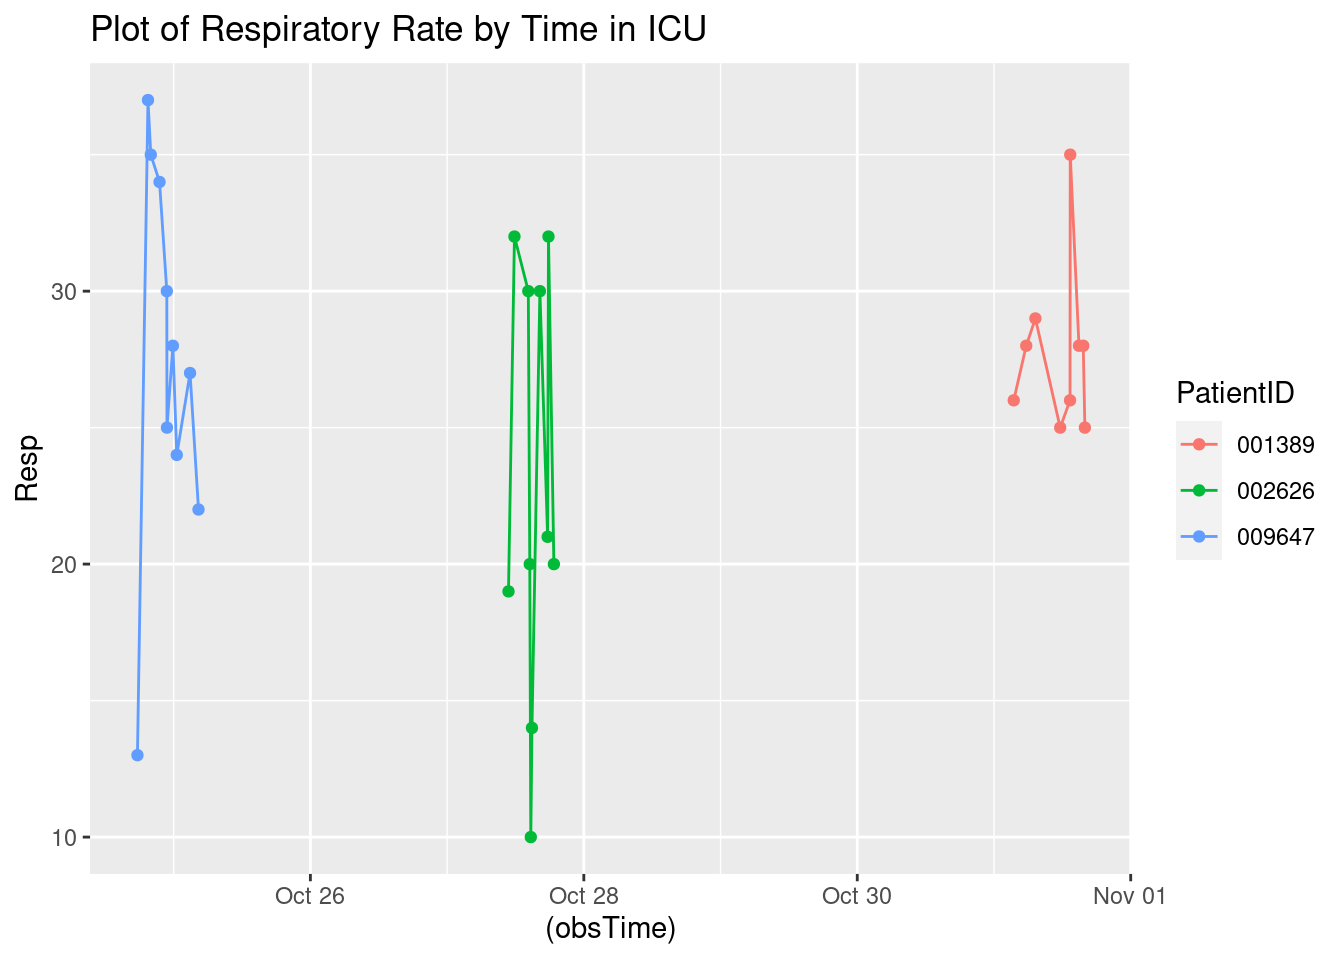 Plot of Respiratory Rate by Time in ICU
30
20
10
Resp
Oct 26
Oct 28
Oct 30
Nov 01
(obsTime)
PatientID
001389
002626
009647